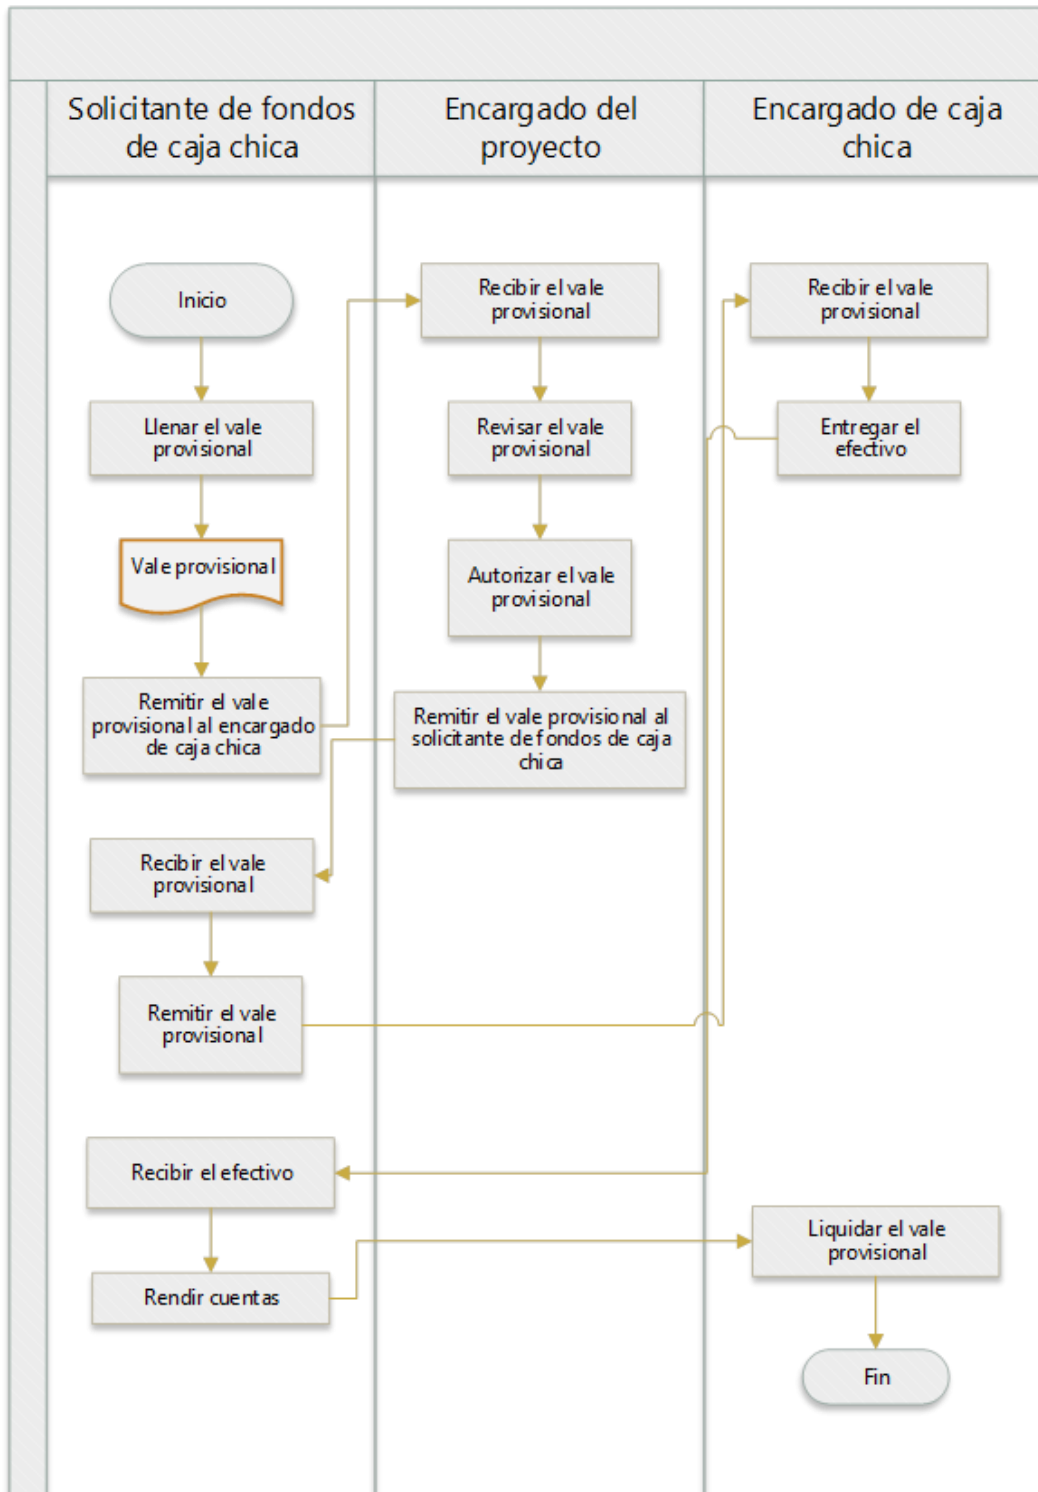 Solicitante de fondos
de caja chica
Encargado del
proyecto
Encargado de caja
chica
Inicio
Llenar el vale
provisional
Vale provisional
Remitir el vale
provisional al encargado
de caja chica
Recibir el vale
provisional
Remitir el vale
provisional
Recibir el efectivo
Rendir cuentas
Recibir el vale
provisional
Revisar el vale
provisional
Autorizar el vale
provisional
Remitir el vale provisional al
solicitante de fondos de caja
chica
Recibir el vale
provisional
Entregar el
efectivo
Liquidar el vale
provisional
Fin